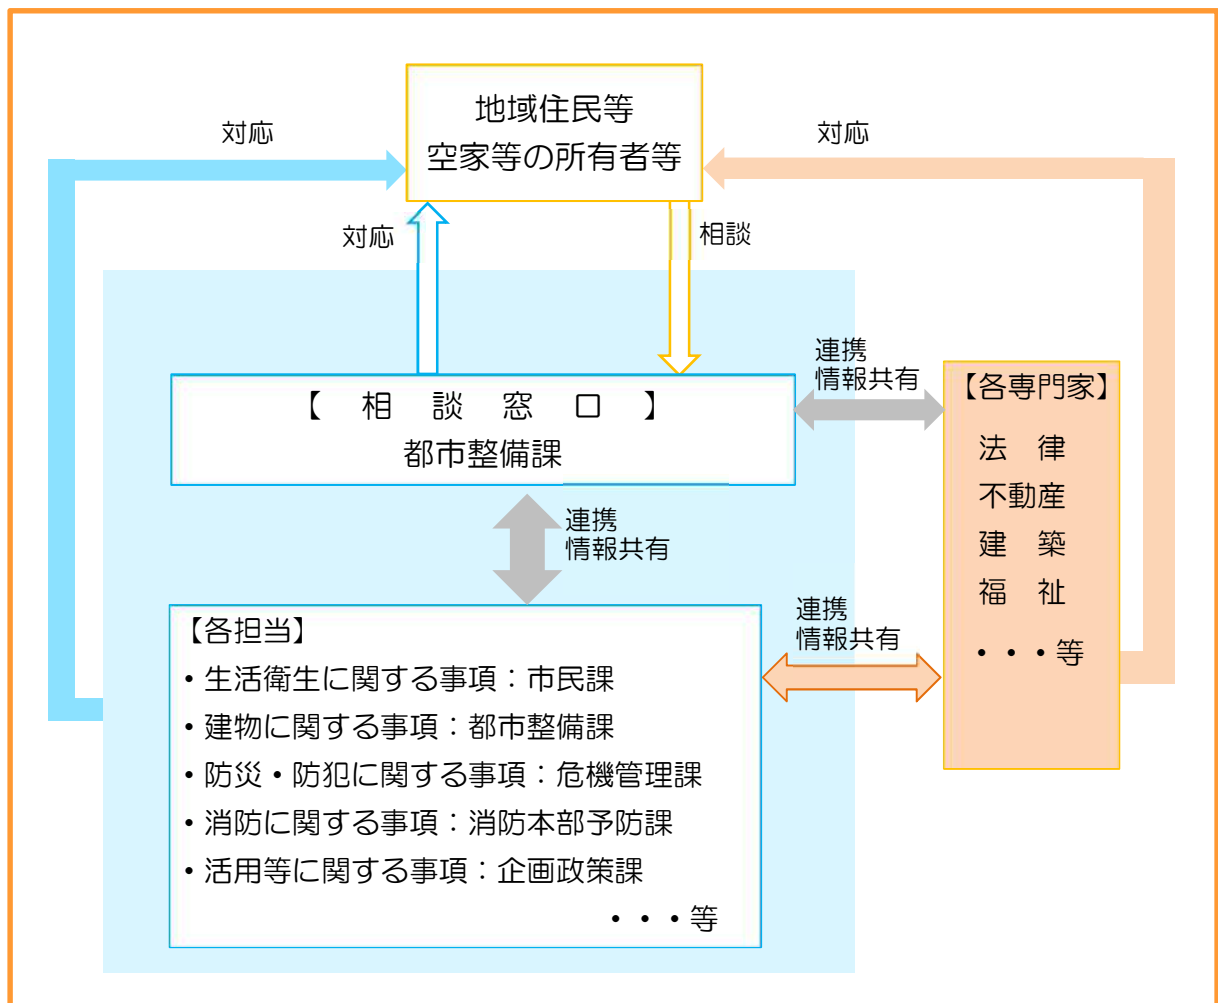 地域住民等
空家等の所有者等
対応
対応
対応
相談
【　相　談　窓　口　】
都市整備課
連携
情報共有
連携
情報共有
【各担当】
・生活衛生に関する事項：市民課
・建物に関する事項：都市整備課
・防災・防犯に関する事項：危機管理課
・消防に関する事項：消防本部予防課
・活用等に関する事項：企画政策課
・・・等
連携
情報共有
【各専門家】
法　律
不動産
建　築
福　祉
・・・等